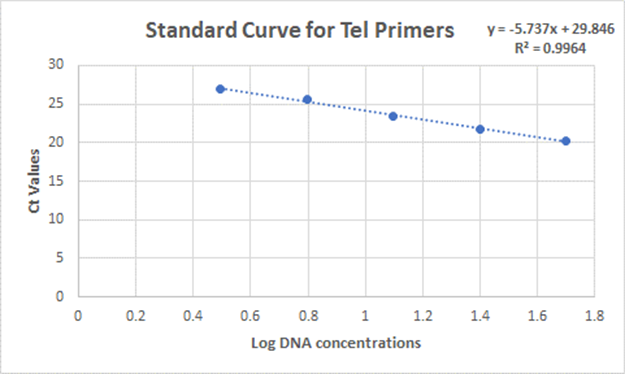 Standard Curve for Tel Primers
y = -5.737x + 29.846
R² = 0.9964
30
25
20
15
10
5
0
Ct Values
0 0.2 0.4 0.6 0.8 1 1.2 1.4 1.6 1.8
Log DNA concentrations